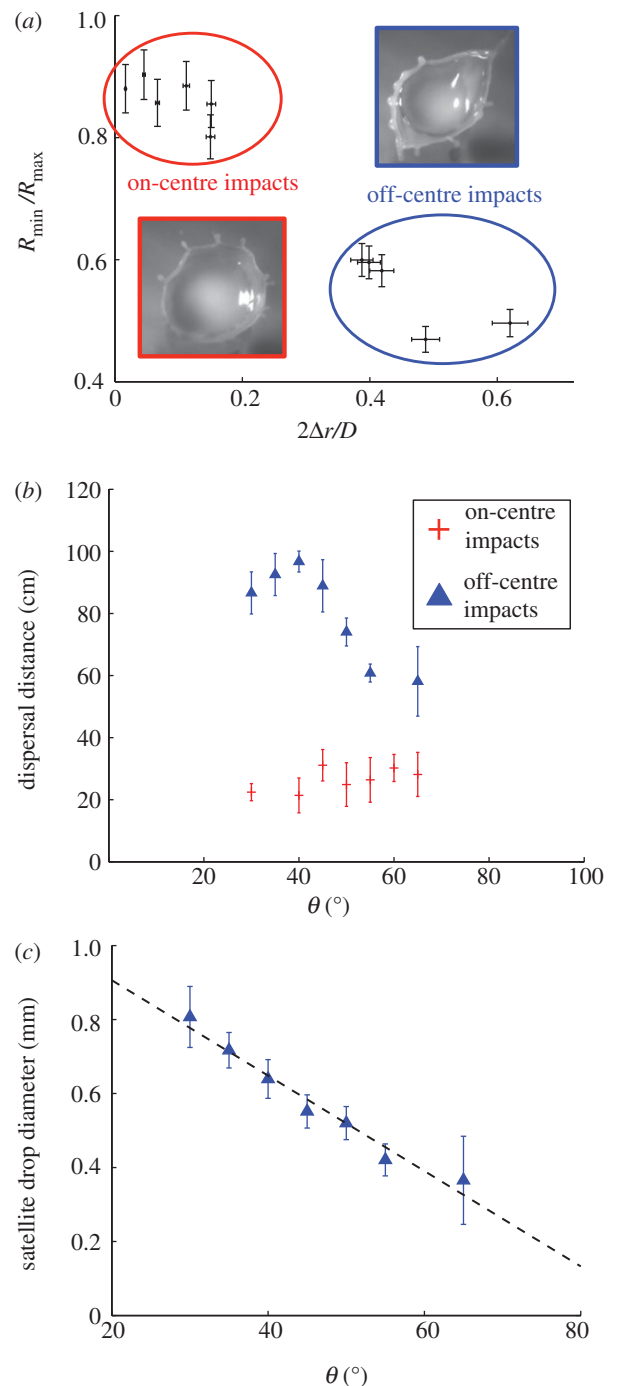 (a)
1.0
0.8
0.6
0.4
R_min/R_max
on-centre impacts
off-centre impacts
0 0.2 0.4 0.6
2Δr/D
(b)
120
100
80
60
40
20
0
dispersal distance (cm)
on-centre
impacts
off-centre
impacts
20 40 60 80 100
θ (°)
(c)
1.0
0.8
0.6
0.4
0.2
0
satellite drop diameter (mm)
20 40 60 80
θ (°)